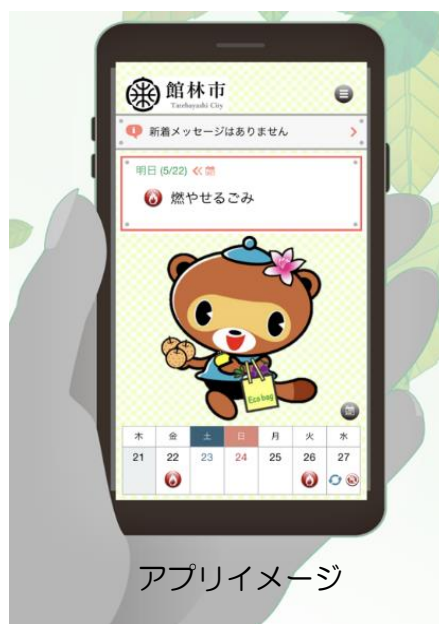 館林市
Tatebayashi City
新着メッセージはありません
明日 (5/22)
燃やせるごみ
Eco bag
木 金 土 日 月 火 水
21 22 23 24 25 26 27
アプリイメージ